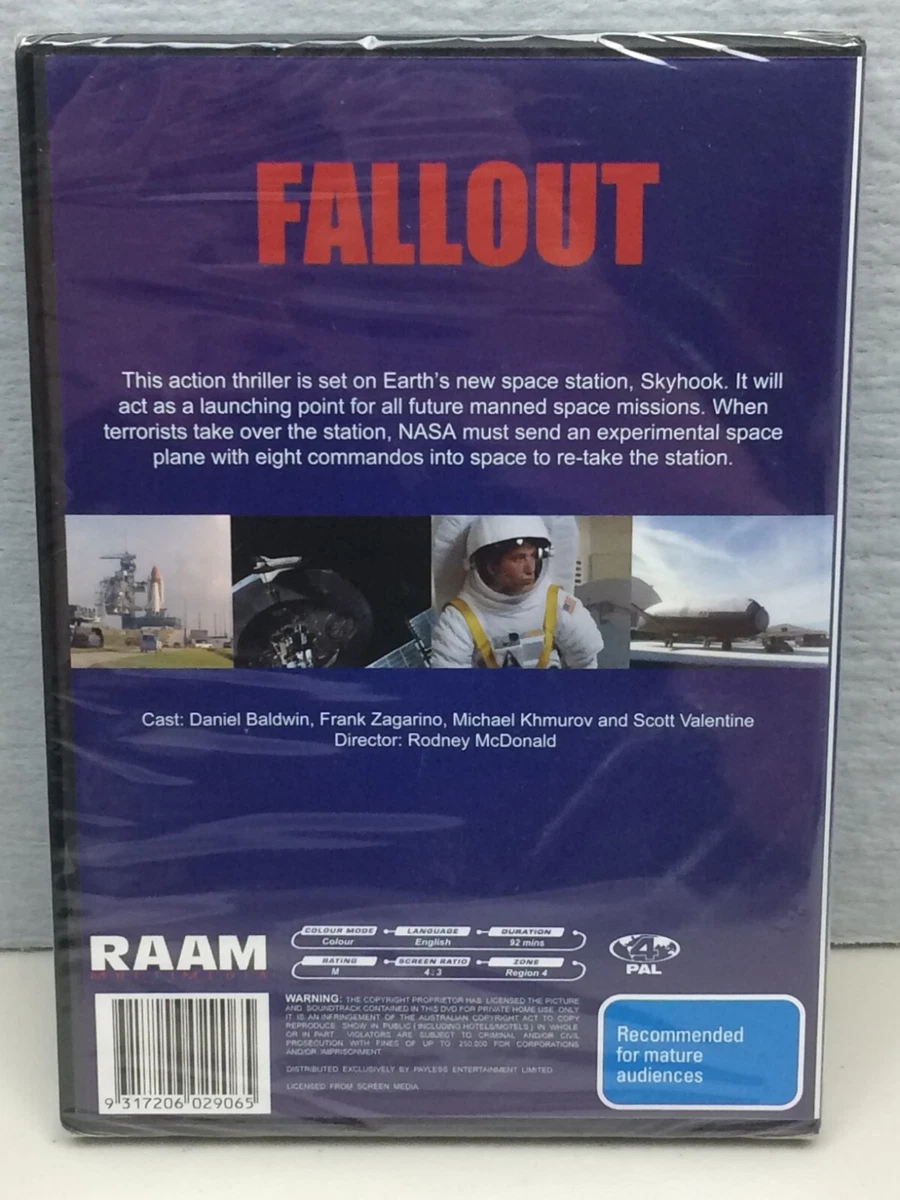 FALLOUT
This action thriller is set on Earth's new space station, Skyhook. It will
act as a launching point for all future manned space missions. When
terrorists take over the station, NASA must send an experimental space
plane with eight commandos into space to re-take the station.
Cast: Daniel Baldwin, Frank Zagarino, Michael Khmurov and Scott Valentine
Director: Rodney McDonald
RAAM
COLOUR MODE LANGUAGE DURATION
Colour English 92 mins
RATING SCREEN RATIO ZONE
M 4:3 Region 4
4
PAL
WARNING: THE COPYRIGHT PROPRIETOR HAS LICENSED THE PICTURE
AND SOUNDTRACK CONTAINED IN THIS DVD FOR PRIVATE HOME USE ONLY
IT IS AN INFRINGEMENT OF THE AUSTRALIAN COPYRIGHT ACT TO COPY
REPRODUCE, SHOW IN PUBLIC (INCLUDING HOTELS/MOTELS) IN WHOLE
OR IN PART. VIOLATORS ARE SUBJECT TO CRIMINAL AND/OR CIVIL
PROSECUTION WITH FINES OF UP TO 250,000 FOR CORPORATIONS
AND/OR IMPRISONMENT
DISTRIBUTED EXCLUSIVELY BY PAYLESS ENTERTAINMENT LIMITED
LICENSED FROM SCREEN MEDIA
9 317206 029065
Recommended
for mature
audiences